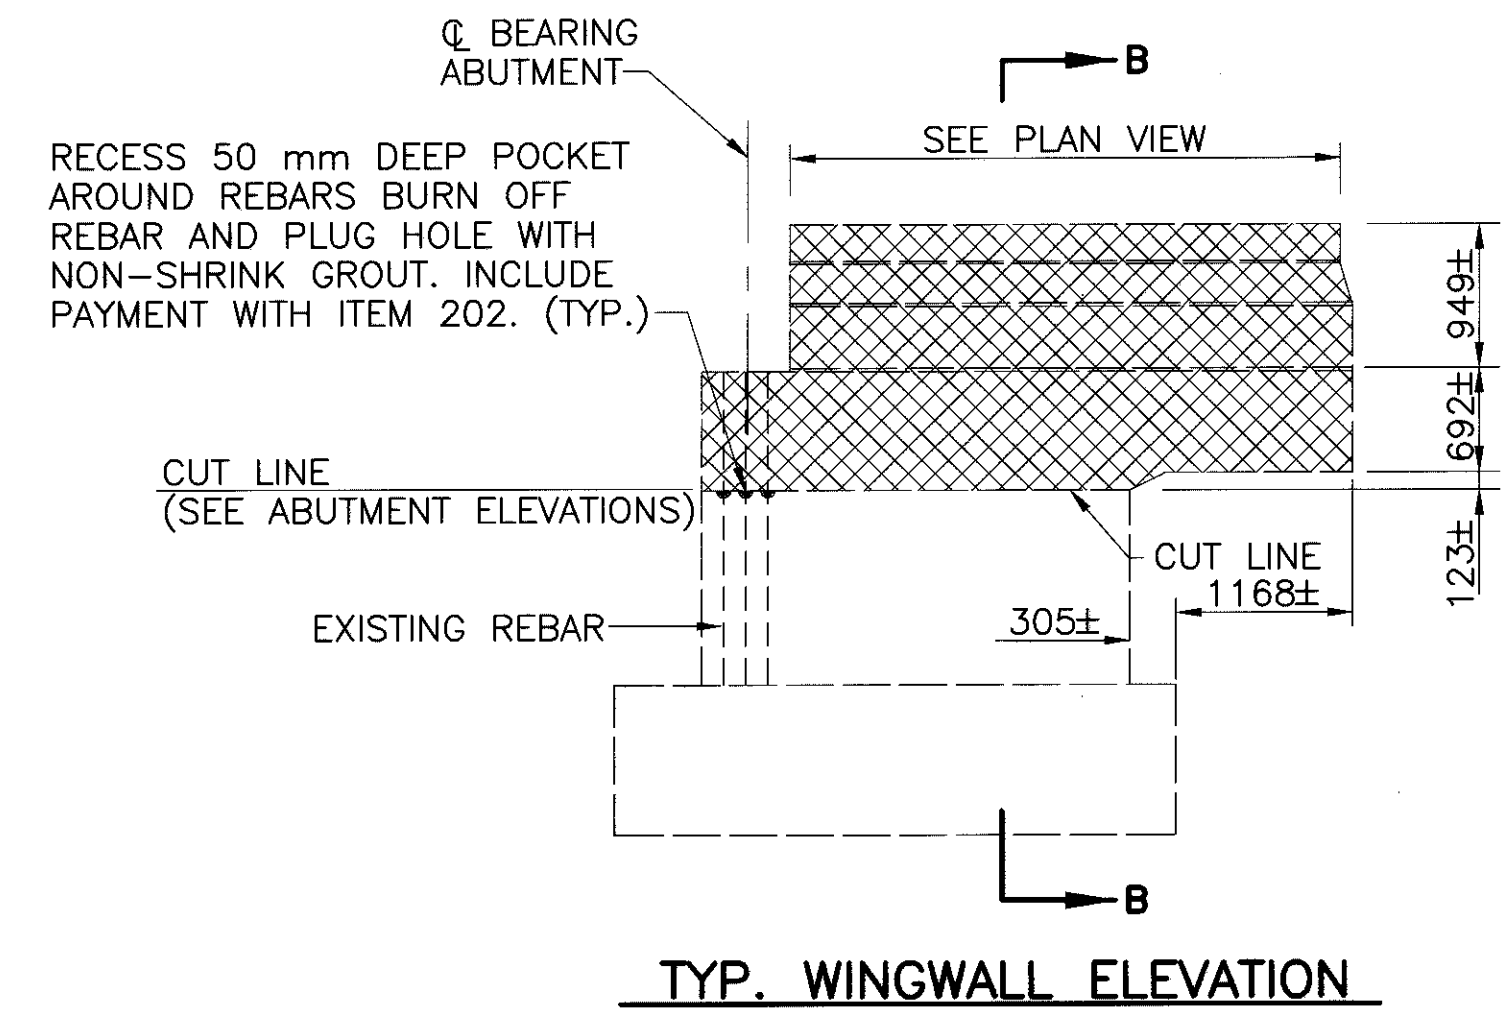 ℄ BEARING
ABUTMENT
B
SEE PLAN VIEW
RECESS 50 mm DEEP POCKET
AROUND REBARS BURN OFF
REBAR AND PLUG HOLE WITH
NON-SHRINK GROUT. INCLUDE
PAYMENT WITH ITEM 202. (TYP.)
949±
692±
123±
CUT LINE
(SEE ABUTMENT ELEVATIONS)
CUT LINE
1168±
305±
EXISTING REBAR
B
TYP. WINGWALL ELEVATION